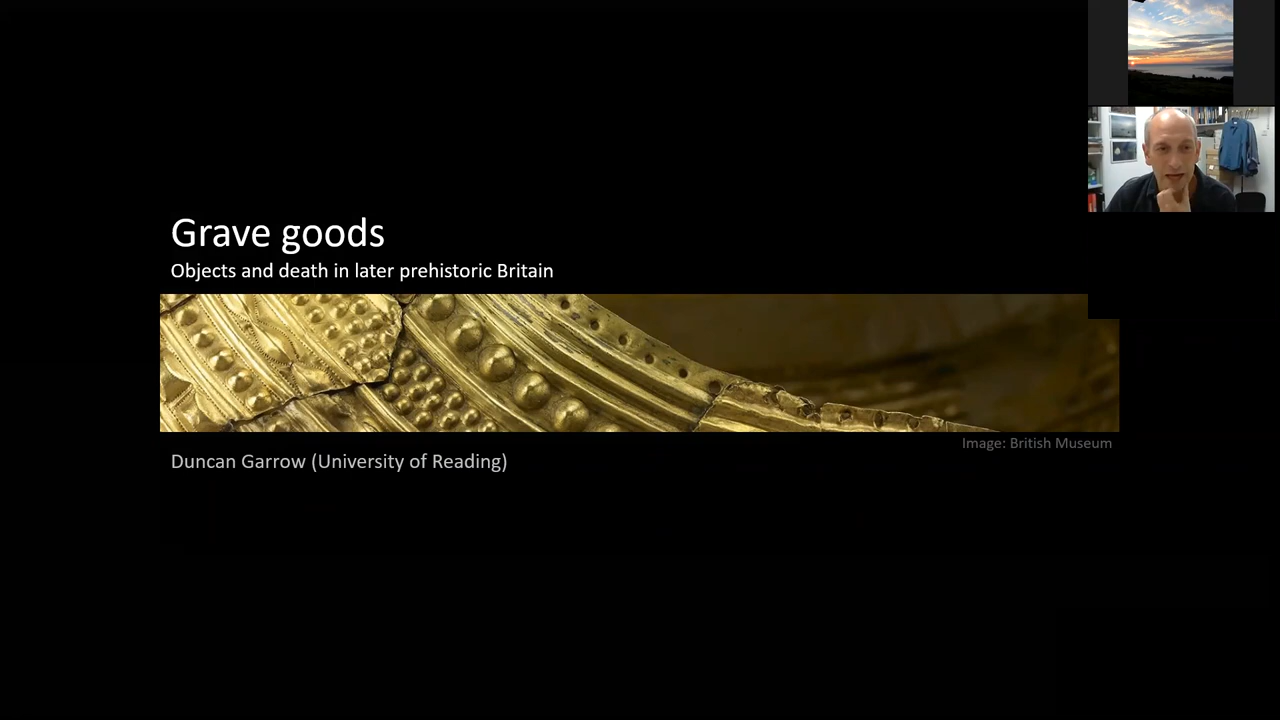 Grave goods
Objects and death in later prehistoric Britain
Image: British Museum
Duncan Garrow (University of Reading)